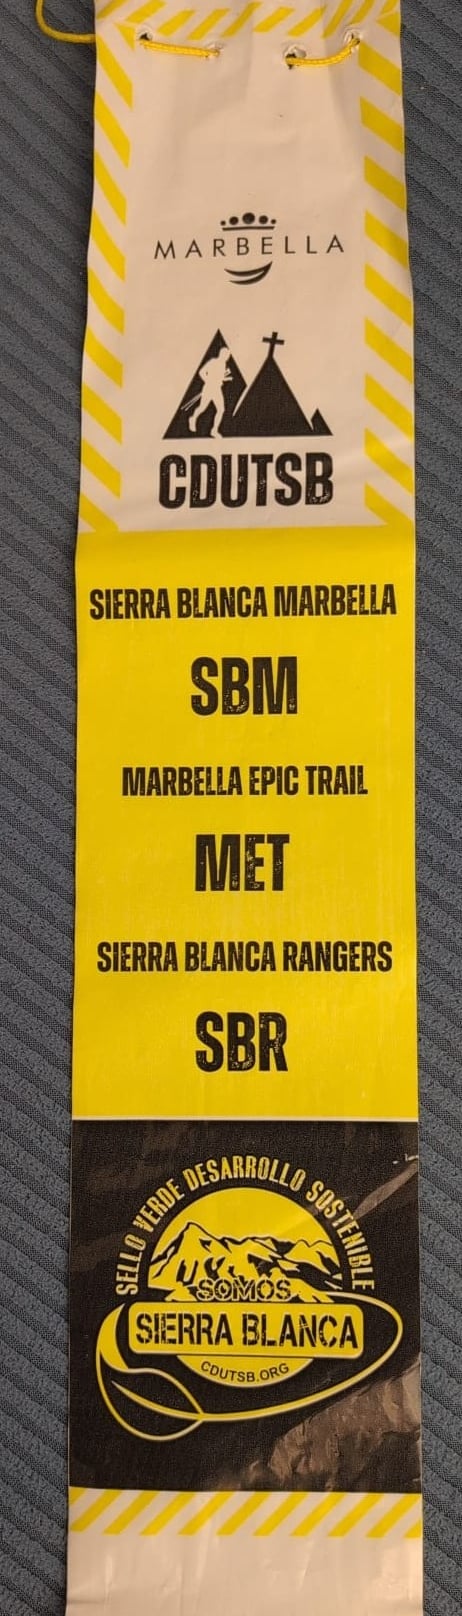 MARBELLA
CDUTSB
SIERRA BLANCA MARBELLA
SBM
MARBELLA EPIC TRAIL
MET
SIERRA BLANCA RANGERS
SBR
SELLO VERDE DESARROLLO SOSTENIBLE
SOMOS
SIERRA BLANCA
CDUTSB.ORG